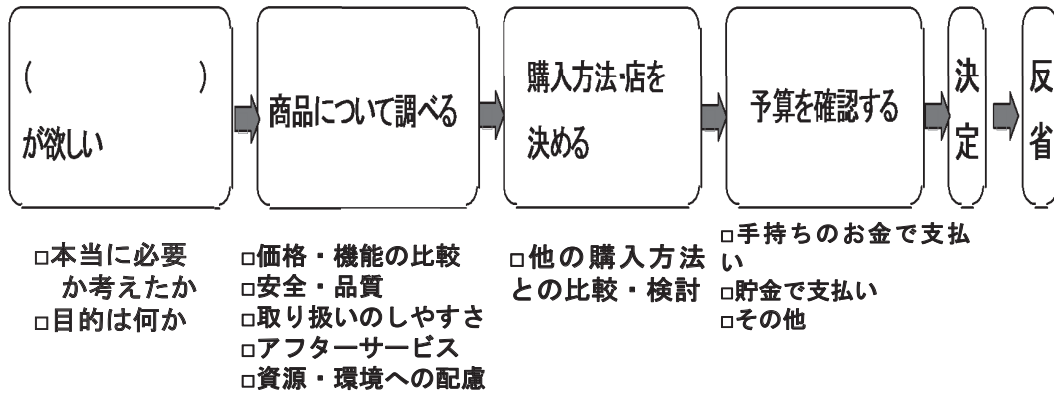 (　　　　　)
が欲しい
商品について調べる
購入方法・店を
決める
予算を確認する
決
定
反
省
□本当に必要
か考えたか
□目的は何か
□価格・機能の比較
□安全・品質
□取り扱いのしやすさ
□アフターサービス
□資源・環境への配慮
□他の購入方法
との比較・検討
□手持ちのお金で支払
い
□貯金で支払い
□その他